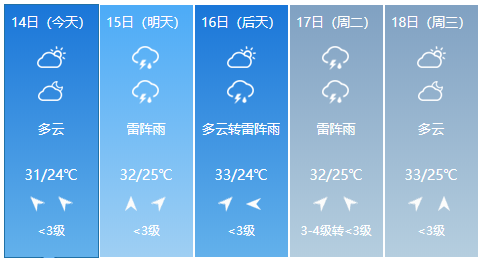 14日（今天）
多云
31/24℃
<3级
15日（明天）
雷阵雨
32/25℃
<3级
16日（后天）
多云转雷阵雨
33/24℃
<3级
17日（周二）
雷阵雨
32/25℃
3-4级转<3级
18日（周三）
多云
33/25℃
<3级